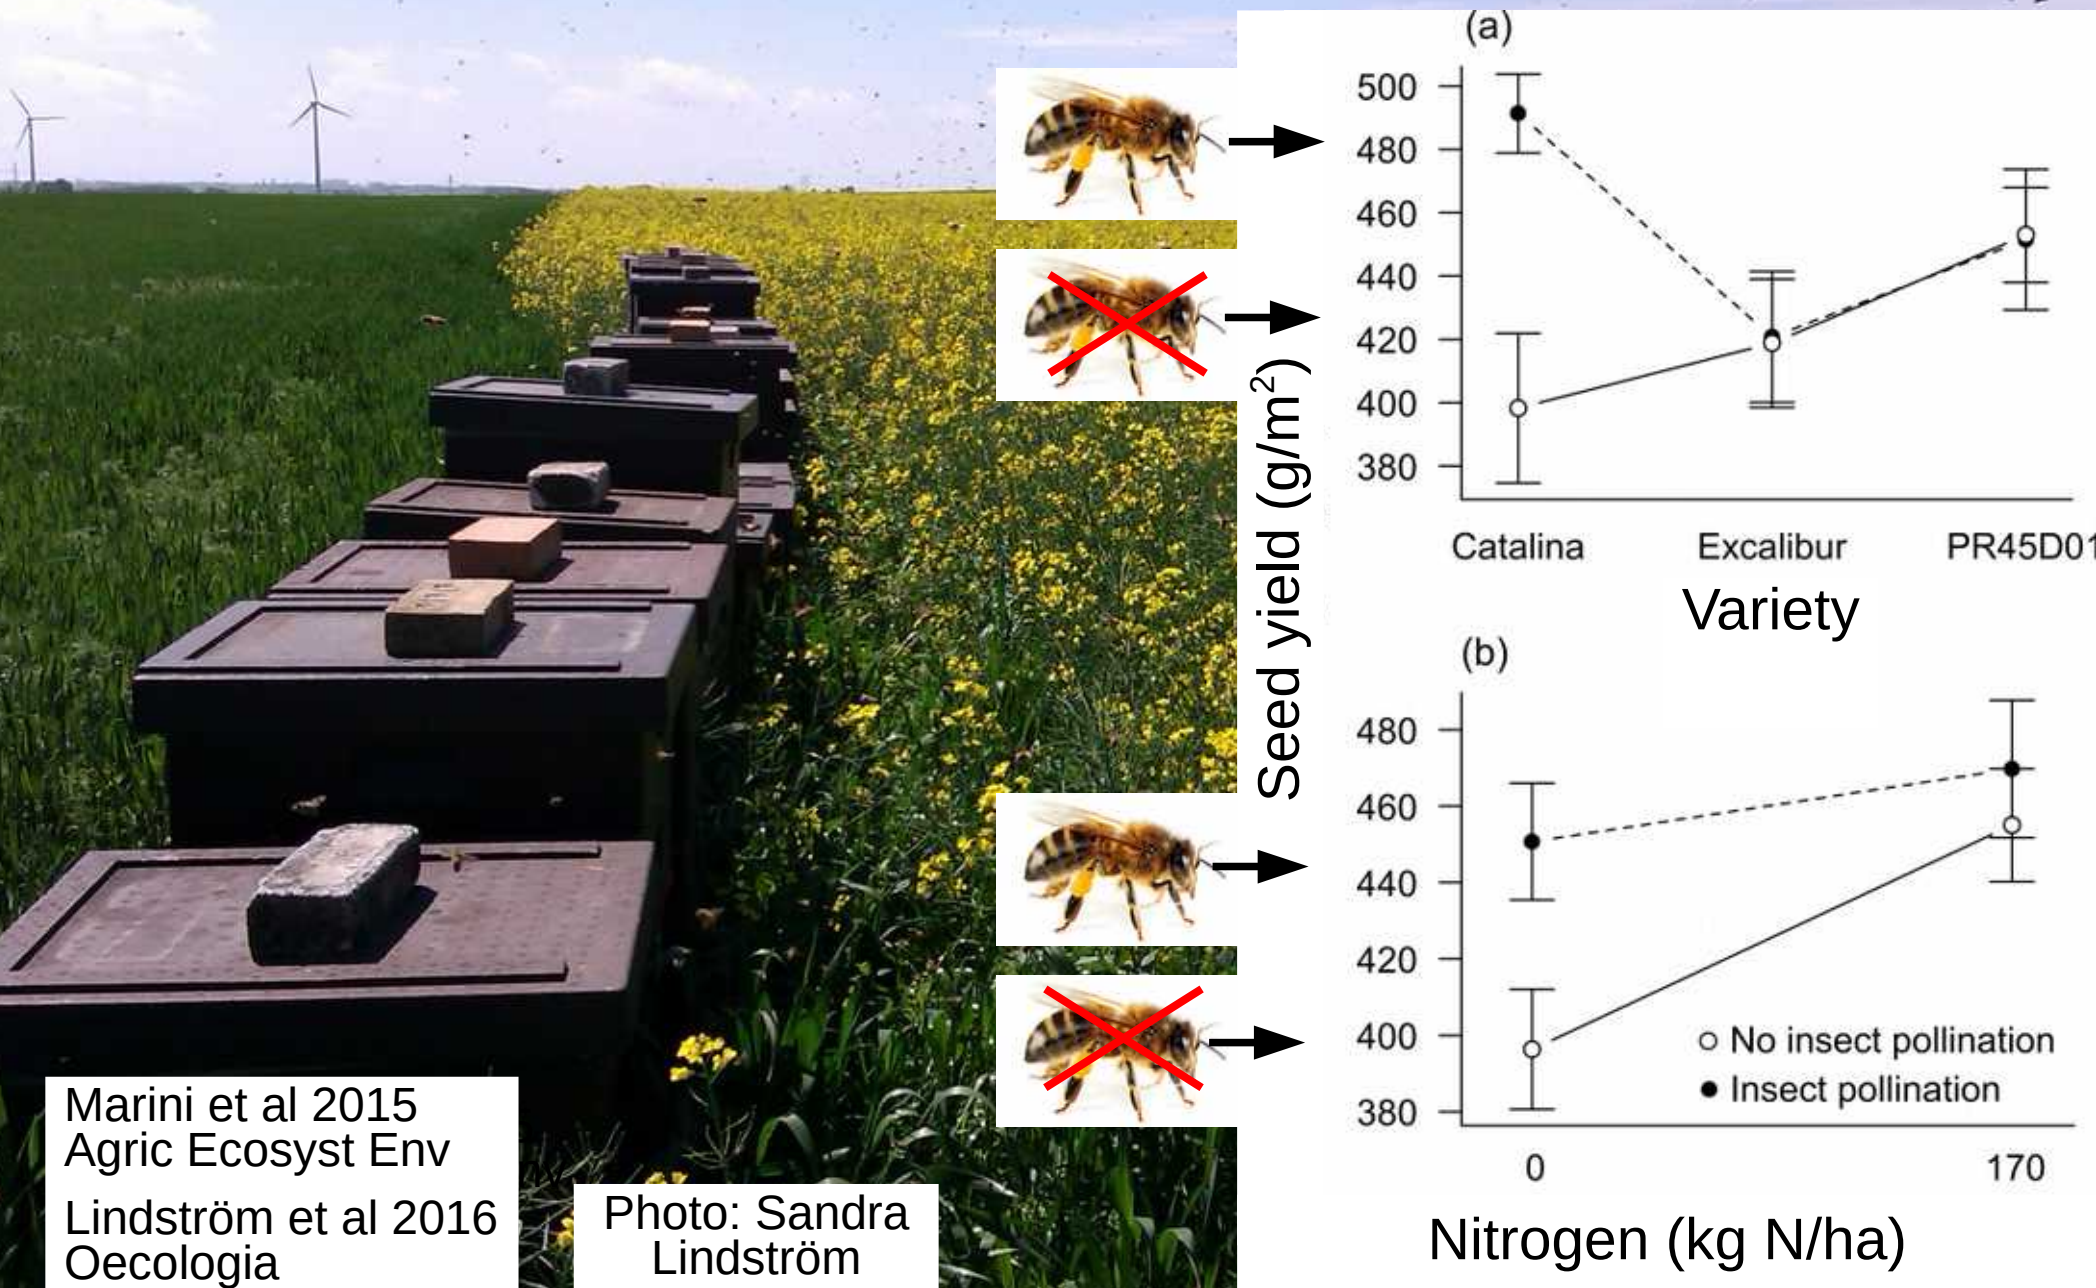 (a)
500
480
460
440
420
400
380
Catalina Excalibur PR45D01
Variety
Seed yield (g/m²)
(b)
480
460
440
420
400
380
No insect pollination
Insect pollination
0 170
Nitrogen (kg N/ha)
Marini et al 2015
Agric Ecosyst Env
Lindström et al 2016
Oecologia
Photo: Sandra
Lindström